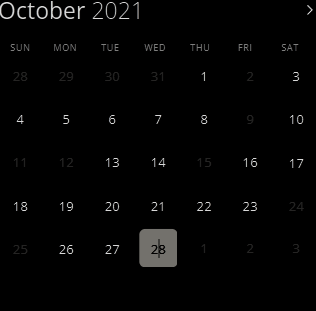 October 2021
SUN MON TUE WED THU FRI SAT
28 29 30 31 1 2 3
4 5 6 7 8 9 10
11 12 13 14 15 16 17
18 19 20 21 22 23 24
25 26 27 28 1 2 3